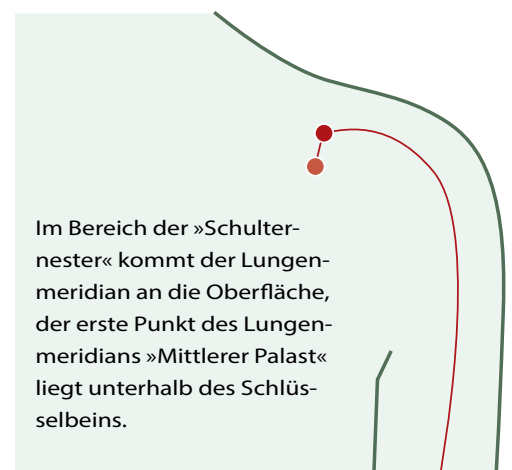 Im Bereich der »Schulter-
nester« kommt der Lungen-
meridian an die Oberfläche,
der erste Punkt des Lungen-
meridians »Mittlerer Palast«
liegt unterhalb des Schlüs-
selbeins.